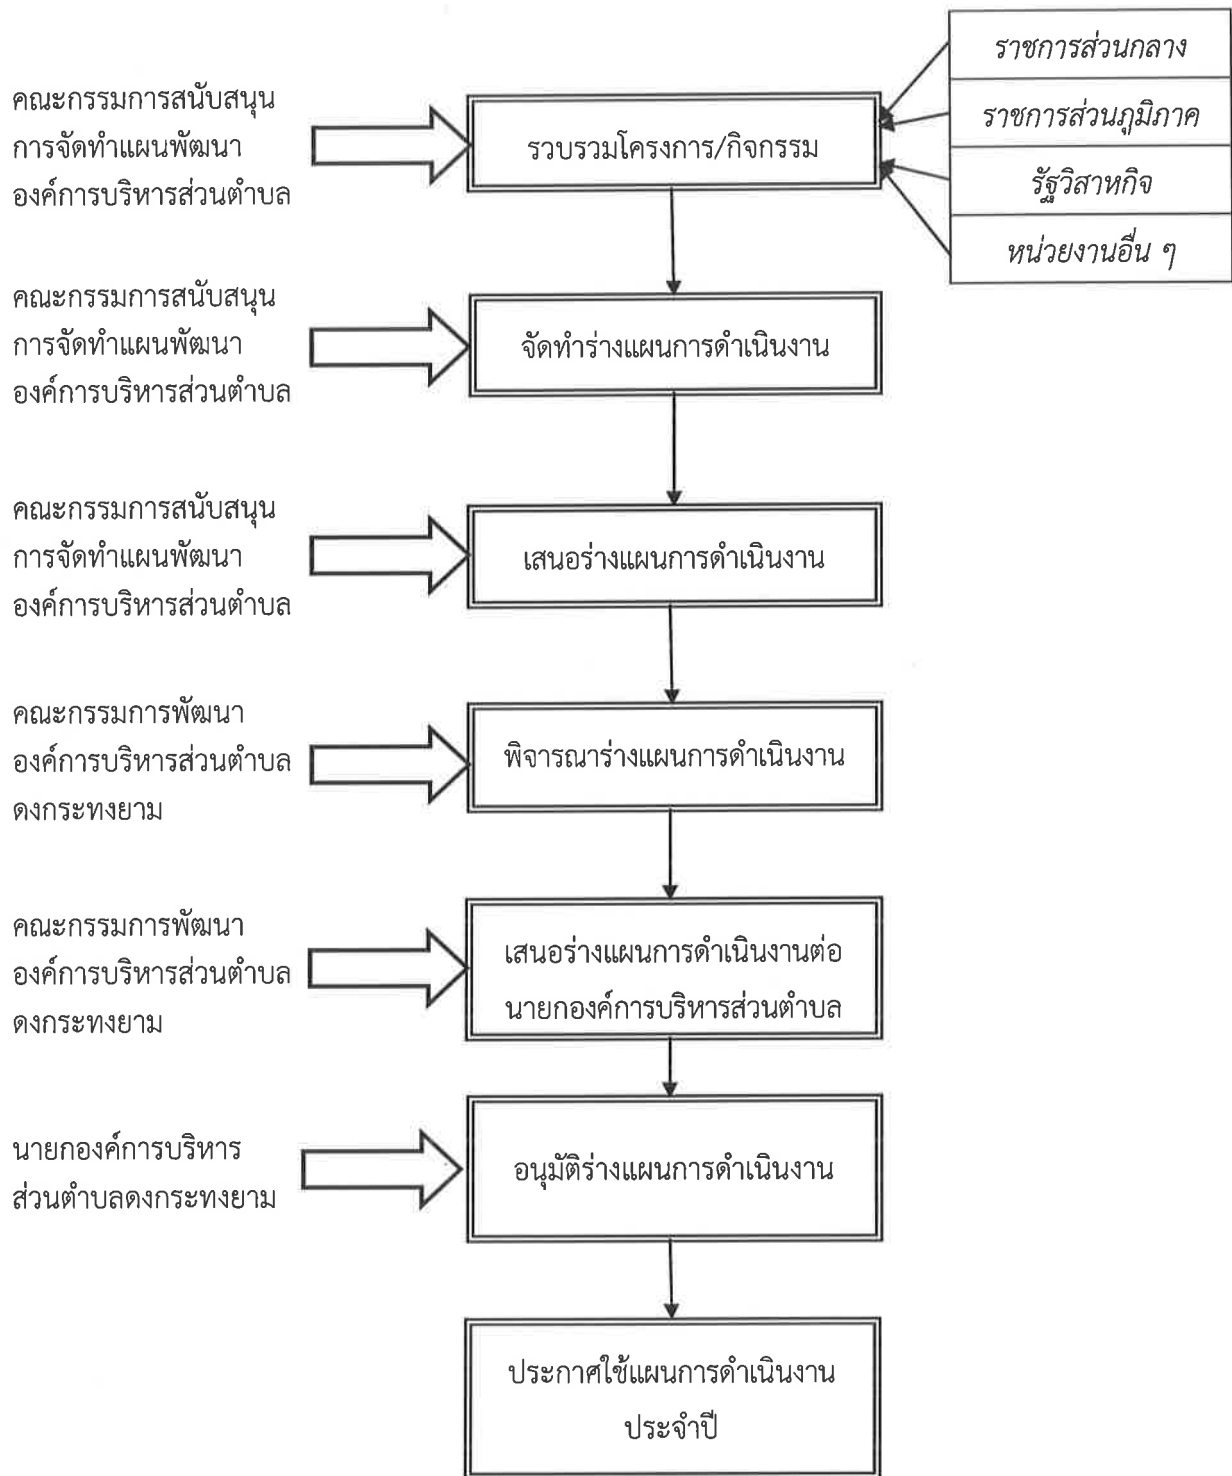 ราชการส่วนกลาง
ราชการส่วนภูมิภาค
รัฐวิสาหกิจ
หน่วยงานอื่น ๆ
คณะกรรมการสนับสนุน
การจัดทำแผนพัฒนา
องค์การบริหารส่วนตำบล
รวบรวมโครงการ/กิจกรรม
คณะกรรมการสนับสนุน
การจัดทำแผนพัฒนา
องค์การบริหารส่วนตำบล
จัดทำร่างแผนการดำเนินงาน
คณะกรรมการสนับสนุน
การจัดทำแผนพัฒนา
องค์การบริหารส่วนตำบล
เสนอร่างแผนการดำเนินงาน
คณะกรรมการพัฒนา
องค์การบริหารส่วนตำบล
ดงกระทงยาม
พิจารณาร่างแผนการดำเนินงาน
คณะกรรมการพัฒนา
องค์การบริหารส่วนตำบล
ดงกระทงยาม
เสนอร่างแผนการดำเนินงานต่อ
นายกองค์การบริหารส่วนตำบล
นายกองค์การบริหาร
ส่วนตำบลดงกระทงยาม
อนุมัติร่างแผนการดำเนินงาน
ประกาศใช้แผนการดำเนินงาน
ประจำปี